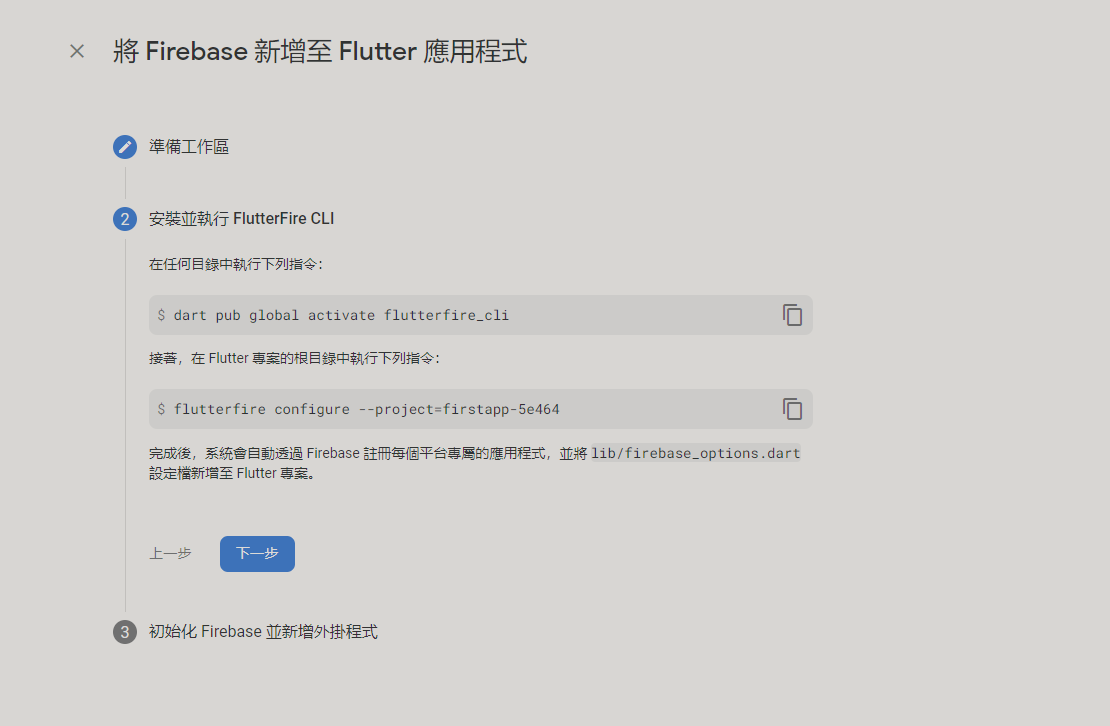 將 Firebase 新增至 Flutter 應用程式
準備工作區
2 安裝並執行 FlutterFire CLI
在任何目錄中執行下列指令：
$ dart pub global activate flutterfire_cli
接著，在 Flutter 專案的根目錄中執行下列指令：
$ flutterfire configure --project=firstapp-5e464
完成後，系統會自動透過 Firebase 註冊每個平台專屬的應用程式，並將 lib/firebase_options.dart
設定檔新增至 Flutter 專案。
上一步 下一步
3 初始化 Firebase 並新增外掛程式